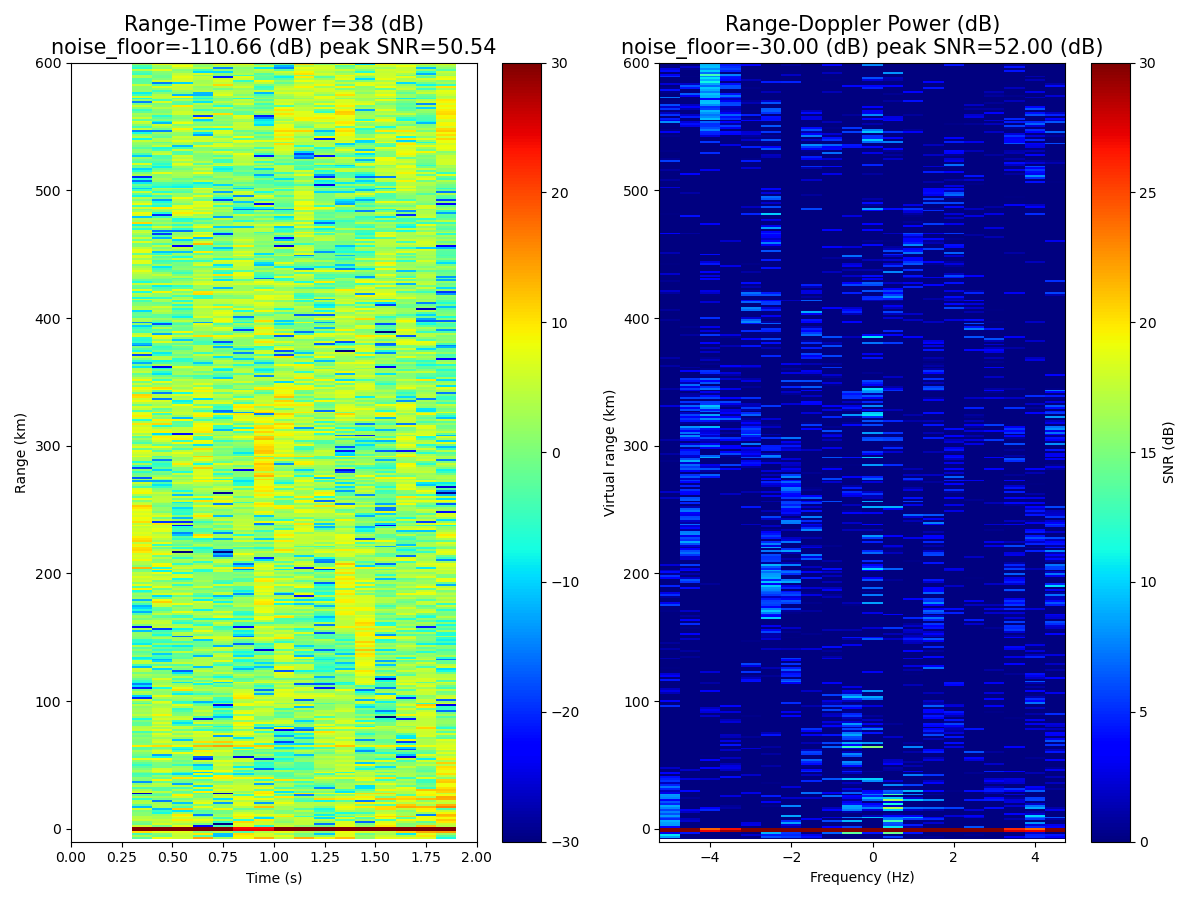 Range-Time Power f=38 (dB)
noise_floor=-110.66 (dB) peak SNR=50.54
600
500
400
300
200
100
0
Range (km)
0.00 0.25 0.50 0.75 1.00 1.25 1.50 1.75 2.00
Time (s)
30
20
10
0
−10
−20
−30
Range-Doppler Power (dB)
noise_floor=-30.00 (dB) peak SNR=52.00 (dB)
600
500
400
300
200
100
0
Virtual range (km)
−4 −2 0 2 4
Frequency (Hz)
30
25
20
15
10
5
0
SNR (dB)